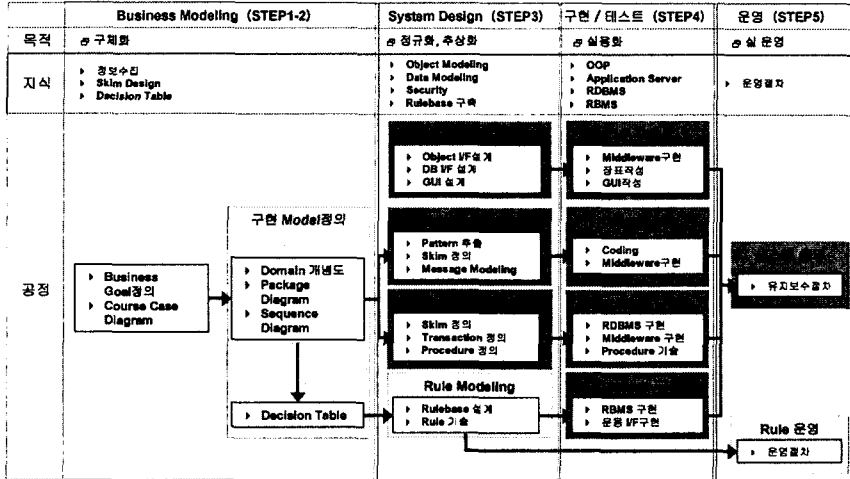 Business Modeling (STEP1-2)
System Design (STEP3)
구현 / 테스트 (STEP4)
운영 (STEP5)
목적
구체화
정규화, 추상화
실용화
실 운영
지식
정보수집
Skim Design
Decision Table
Object Modeling
Data Modeling
Security
Rulebase 구축
OOP
Application Server
RDBMS
RBMS
운영절차
공정
Business
Goal정의
Course Case
Diagram
구현 Model정의
Domain 개념도
Package
Diagram
Sequence
Diagram
Decision Table
Object I/F설계
DB I/F 설계
GUI 설계
Pattern 추출
Skim 정의
Message Modeling
Skim 정의
Transaction 정의
Procedure 정의
Rule Modeling
Rulebase 설계
Rule 기술
Middleware구현
장표작성
GUI작성
Coding
Middleware구현
RDBMS 구현
Middleware 구현
Procedure 기술
RBMS 구현
운용 I/F구현
유지보수절차
Rule 운영
운영절차